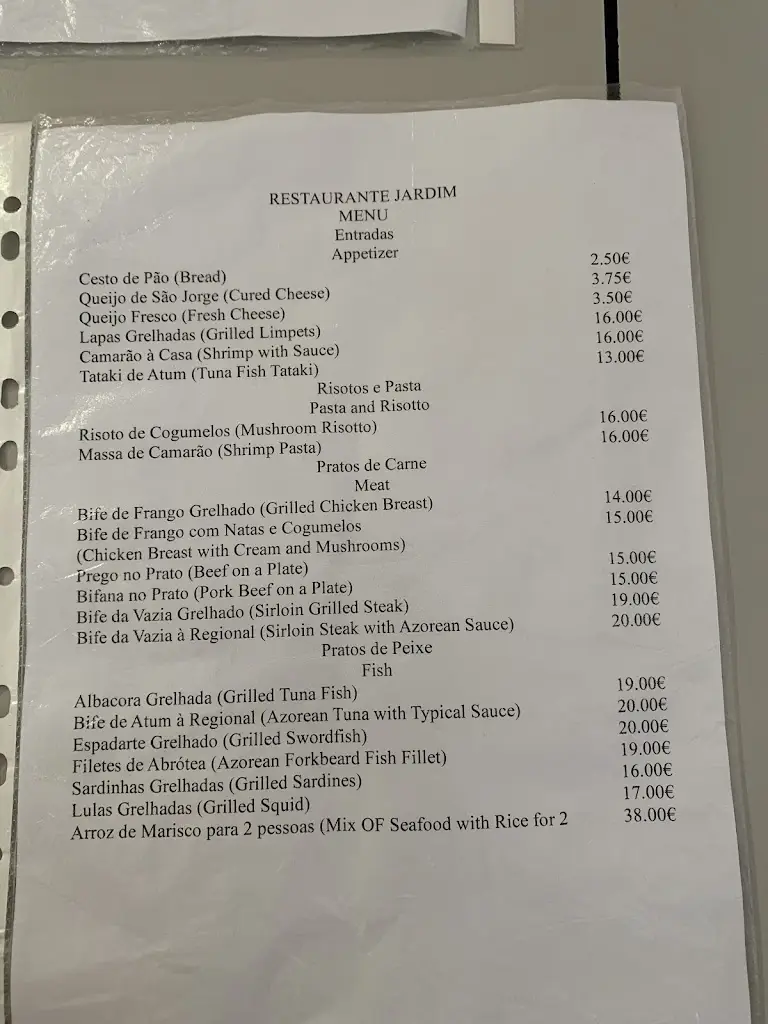 RESTAURANTE JARDIM
MENU
Entradas
Appetizer
Cesto de Pão (Bread) 2.50€
Queijo de São Jorge (Cured Cheese) 3.75€
Queijo Fresco (Fresh Cheese) 3.50€
Lapas Grelhadas (Grilled Limpets) 16.00€
Camarão à Casa (Shrimp with Sauce) 16.00€
Tataki de Atum (Tuna Fish Tataki) 13.00€
Risotos e Pasta
Pasta and Risotto
Risoto de Cogumelos (Mushroom Risotto) 16.00€
Massa de Camarão (Shrimp Pasta) 16.00€
Pratos de Carne
Meat
Bife de Frango Grelhado (Grilled Chicken Breast) 14.00€
Bife de Frango com Natas e Cogumelos 15.00€
(Chicken Breast with Cream and Mushrooms)
Prego no Prato (Beef on a Plate) 15.00€
Bifana no Prato (Pork Beef on a Plate) 15.00€
Bife da Vazia Grelhado (Sirloin Grilled Steak) 19.00€
Bife da Vazia à Regional (Sirloin Steak with Azorean Sauce) 20.00€
Pratos de Peixe
Fish
Albacora Grelhada (Grilled Tuna Fish) 19.00€
Bife de Atum à Regional (Azorean Tuna with Typical Sauce) 20.00€
Espadarte Grelhado (Grilled Swordfish) 20.00€
Filetes de Abrótea (Azorean Forkbeard Fish Fillet) 19.00€
Sardinhas Grelhadas (Grilled Sardines) 16.00€
Lulas Grelhadas (Grilled Squid) 17.00€
Arroz de Marisco para 2 pessoas (Mix OF Seafood with Rice for 2 38.00€